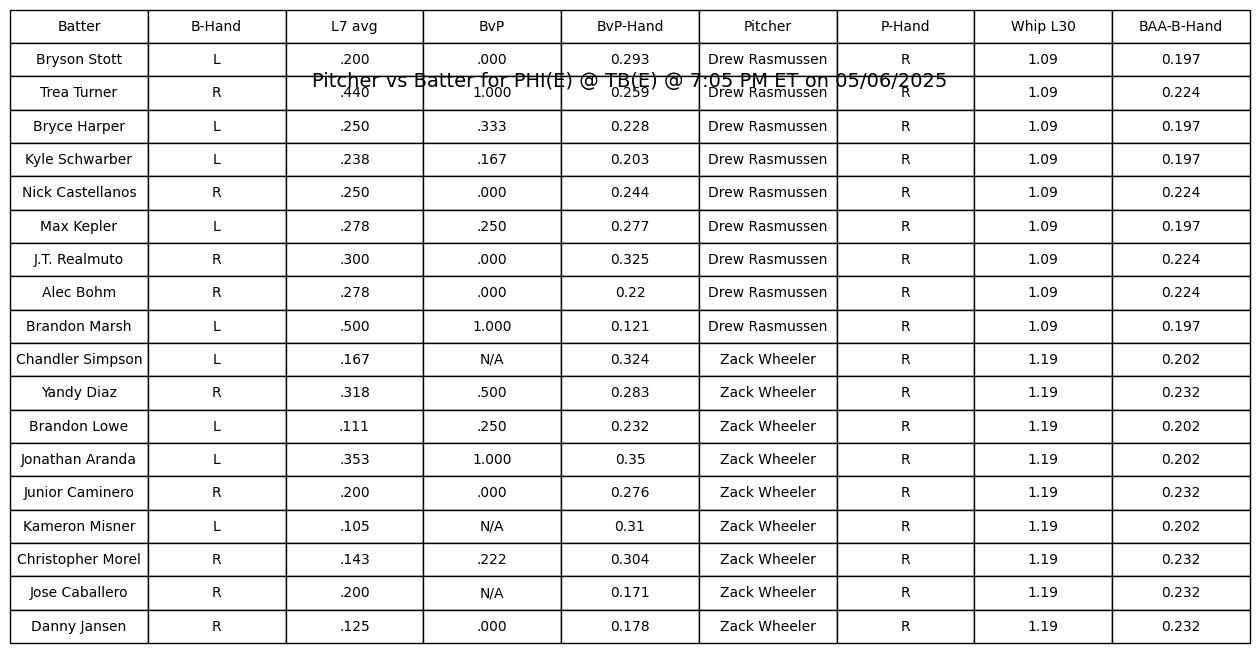 Batter B-Hand L7 avg BvP BvP-Hand Pitcher P-Hand Whip L30 BAA-B-Hand
Bryson Stott L .200 .000 0.293 Drew Rasmussen R 1.09 0.197
Pitcher vs Batter for PHI(E) @ TB(E) @ 7:05 PM ET on 05/06/2025
Trea Turner R .440 1.000 0.259 Drew Rasmussen R 1.09 0.224
Bryce Harper L .250 .333 0.228 Drew Rasmussen R 1.09 0.197
Kyle Schwarber L .238 .167 0.203 Drew Rasmussen R 1.09 0.197
Nick Castellanos R .250 .000 0.244 Drew Rasmussen R 1.09 0.224
Max Kepler L .278 .250 0.277 Drew Rasmussen R 1.09 0.197
J.T. Realmuto R .300 .000 0.325 Drew Rasmussen R 1.09 0.224
Alec Bohm R .278 .000 0.22 Drew Rasmussen R 1.09 0.224
Brandon Marsh L .500 1.000 0.121 Drew Rasmussen R 1.09 0.197
Chandler Simpson L .167 N/A 0.324 Zack Wheeler R 1.19 0.202
Yandy Diaz R .318 .500 0.283 Zack Wheeler R 1.19 0.232
Brandon Lowe L .111 .250 0.232 Zack Wheeler R 1.19 0.202
Jonathan Aranda L .353 1.000 0.35 Zack Wheeler R 1.19 0.202
Junior Caminero R .200 .000 0.276 Zack Wheeler R 1.19 0.232
Kameron Misner L .105 N/A 0.31 Zack Wheeler R 1.19 0.202
Christopher Morel R .143 .222 0.304 Zack Wheeler R 1.19 0.232
Jose Caballero R .200 N/A 0.171 Zack Wheeler R 1.19 0.232
Danny Jansen R .125 .000 0.178 Zack Wheeler R 1.19 0.232